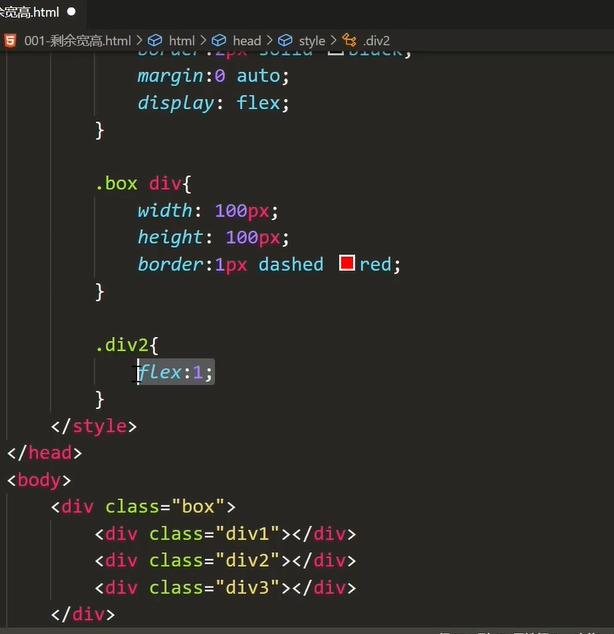 余宽高.html ●
001-剩余宽高.html > html > head > style > .div2
border:2px solid black;
margin:0 auto;
display: flex;
}
.box div{
width: 100px;
height: 100px;
border:1px dashed red;
}
.div2{
flex:1;
}
</style>
</head>
<body>
<div class="box">
<div class="div1"></div>
<div class="div2"></div>
<div class="div3"></div>
</div>